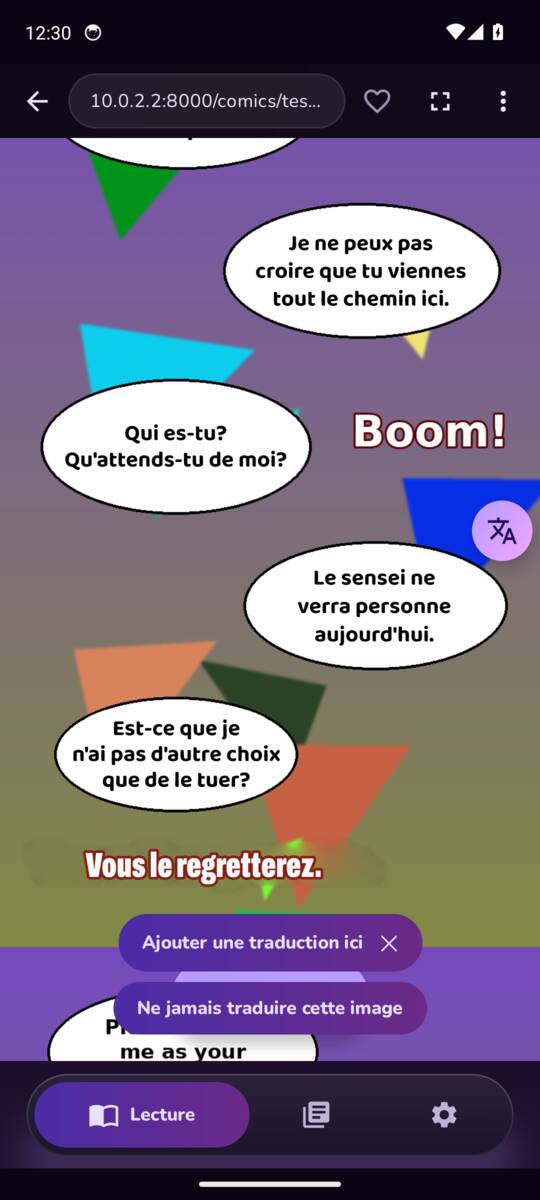 12:30
10.0.2.2:8000/comics/tes...
Je ne peux pas
croire que tu viennes
tout le chemin ici.
Qui es-tu?
Qu'attends-tu de moi?
Boom!
Le sensei ne
verra personne
aujourd'hui.
Est-ce que je
n'ai pas d'autre choix
que de le tuer?
Vous le regretterez.
Ajouter une traduction ici
Ne jamais traduire cette image
me as your
Lecture